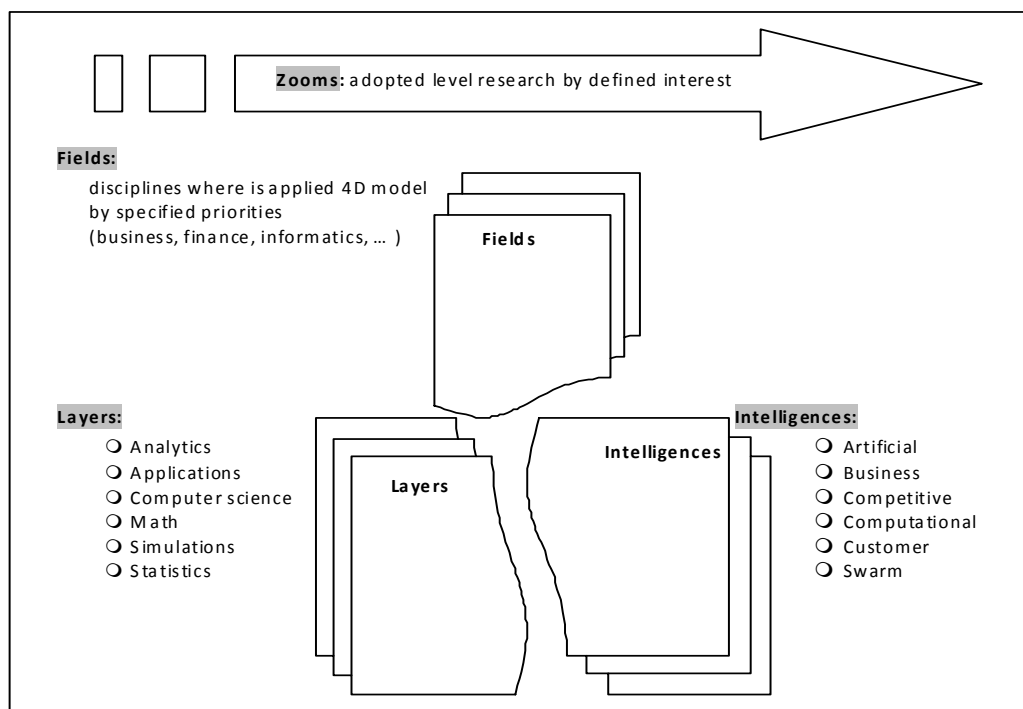 Zooms: adopted level research by defined interest
Fields:
disciplines where is applied 4D model
by specified priorities
(business, finance, informatics, ... )
Fields
Layers:
❍ Analytics
❍ Applications
❍ Computer science
❍ Math
❍ Simulations
❍ Statistics
Layers
Intelligences
Intelligences:
❍ Artificial
❍ Business
❍ Competitive
❍ Computational
❍ Customer
❍ Swarm